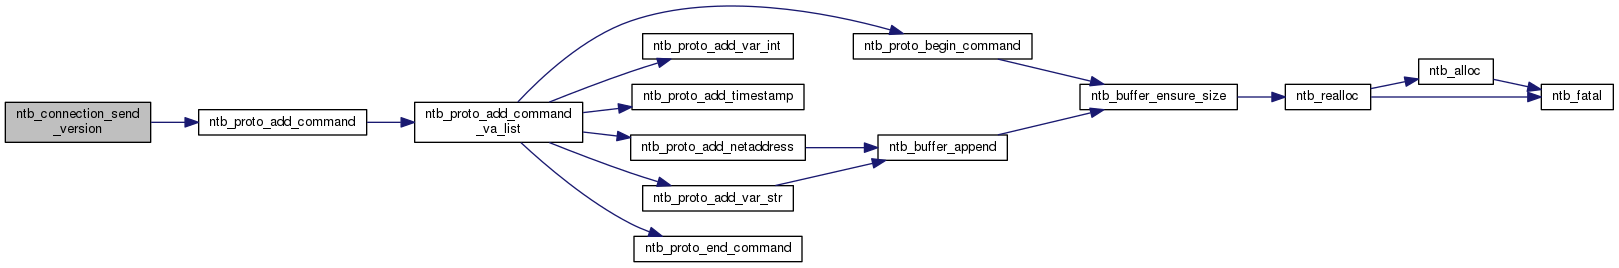 ntb_connection_send
_version
ntb_proto_add_command
ntb_proto_add_command
_va_list
ntb_proto_add_var_int
ntb_proto_add_timestamp
ntb_proto_add_netaddress
ntb_proto_add_var_str
ntb_proto_end_command
ntb_proto_begin_command
ntb_buffer_append
ntb_buffer_ensure_size
ntb_realloc
ntb_alloc
ntb_fatal